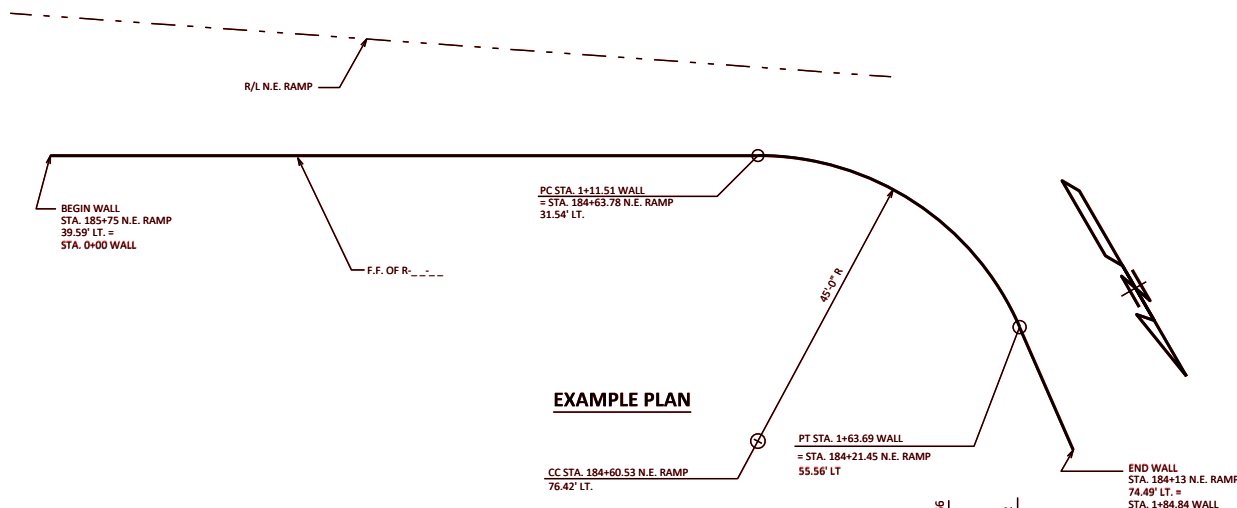 R/L N.E. RAMP
BEGIN WALL
STA. 185+75 N.E. RAMP
39.59' LT. =
STA. 0+00 WALL
F.F. OF R-_ _-_ _
PC STA. 1+11.51 WALL
= STA. 184+63.78 N.E. RAMP
31.54' LT.
45'-0" R
EXAMPLE PLAN
CC STA. 184+60.53 N.E. RAMP
76.42' LT.
PT STA. 1+63.69 WALL
= STA. 184+21.45 N.E. RAMP
55.56' LT
END WALL
STA. 184+13 N.E. RAMP
74.49' LT. =
STA. 1+84.84 WALL